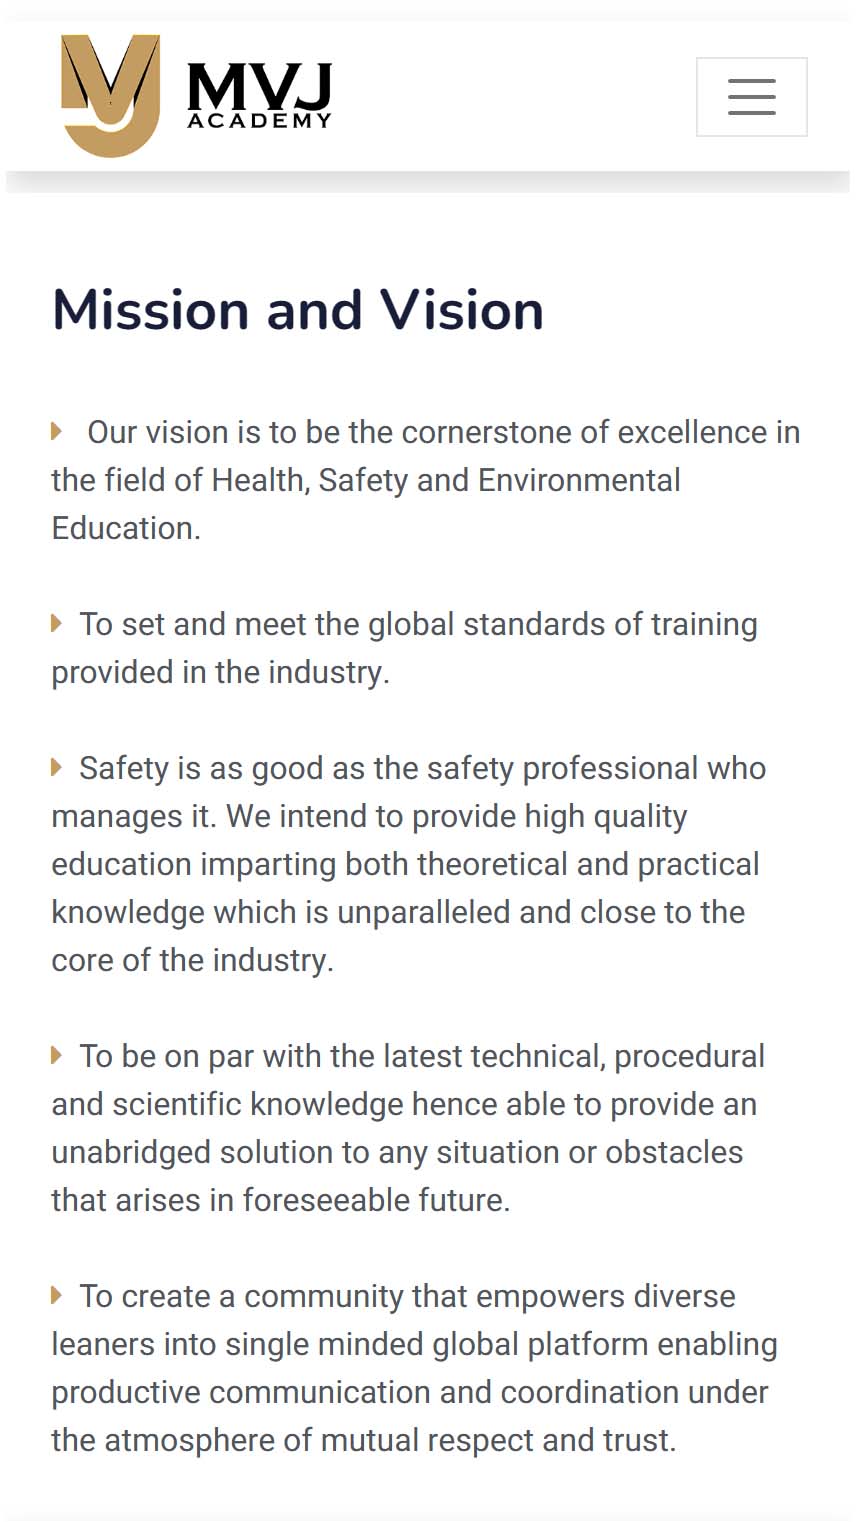 MVJ
ACADEMY
Mission and Vision
Our vision is to be the cornerstone of excellence in
the field of Health, Safety and Environmental
Education.
To set and meet the global standards of training
provided in the industry.
Safety is as good as the safety professional who
manages it. We intend to provide high quality
education imparting both theoretical and practical
knowledge which is unparalleled and close to the
core of the industry.
To be on par with the latest technical, procedural
and scientific knowledge hence able to provide an
unabridged solution to any situation or obstacles
that arises in foreseeable future.
To create a community that empowers diverse
leaners into single minded global platform enabling
productive communication and coordination under
the atmosphere of mutual respect and trust.